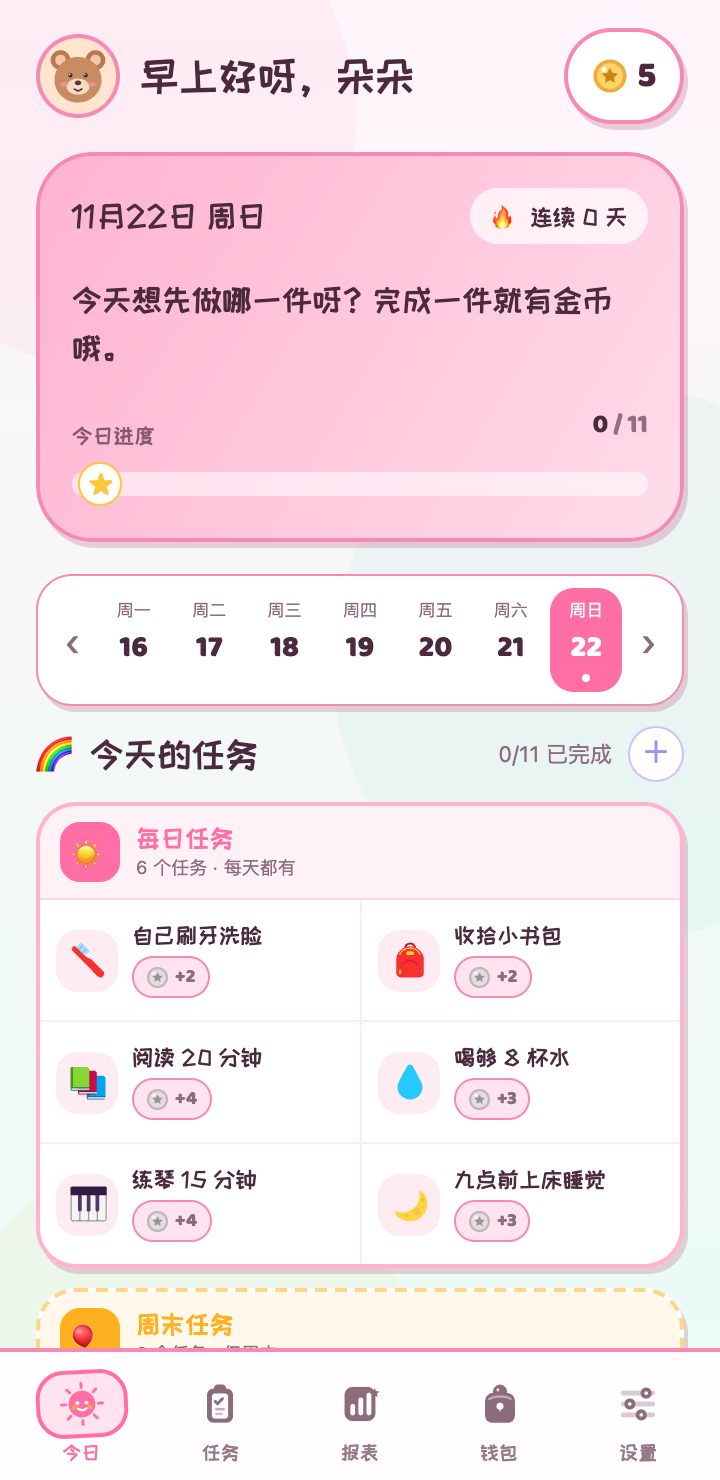 早上好呀，朵朵
5
11月22日 周日
连续 0 天
今天想先做哪一件呀？完成一件就有金币
哦。
今日进度
0 / 11
周一 周二 周三 周四 周五 周六 周日
16 17 18 19 20 21 22
今天的任务
0/11 已完成
每日任务
6 个任务 · 每天都有
自己刷牙洗脸
+2
收拾小书包
+2
阅读 20 分钟
+4
喝够 8 杯水
+3
练琴 15 分钟
+4
九点前上床睡觉
+3
周末任务
今日 任务 报表 钱包 设置